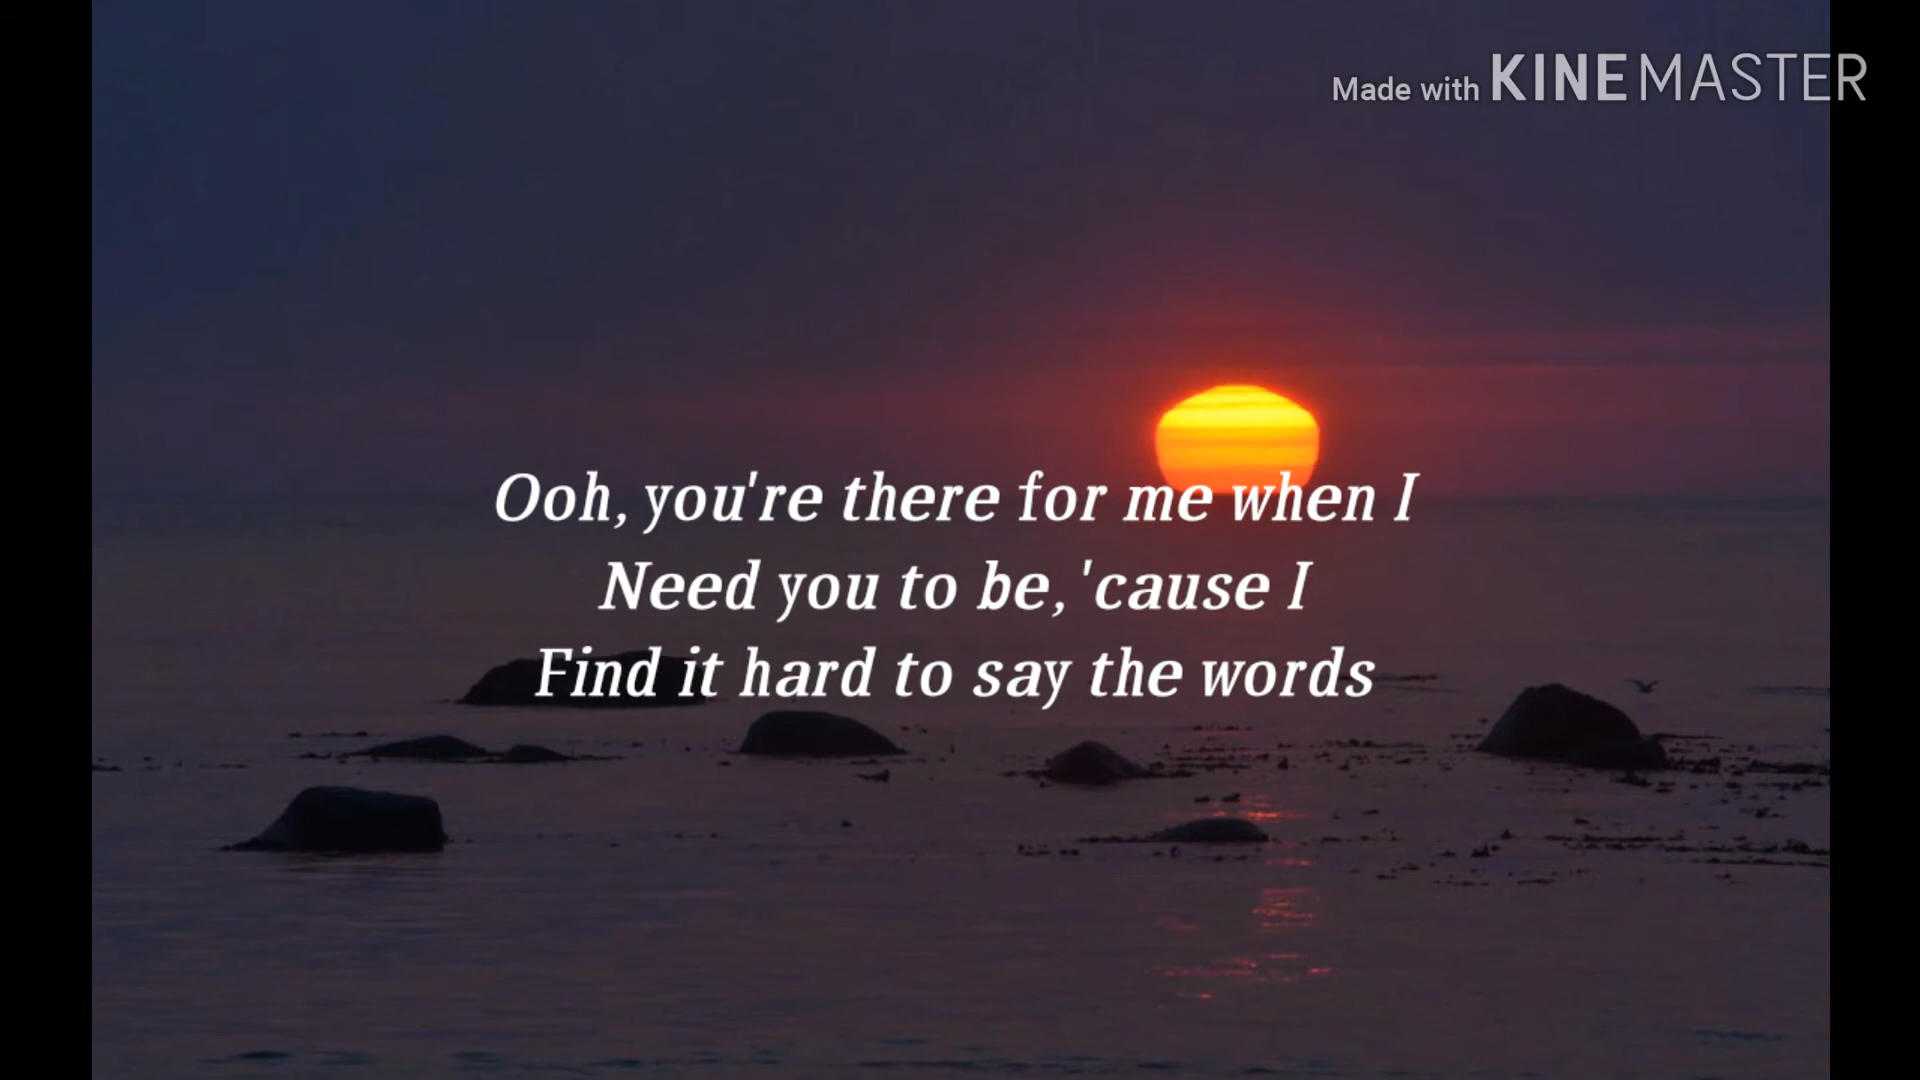 Made with KINEMASTER
Ooh, you're there for me when I
Need you to be, 'cause I
Find it hard to say the words